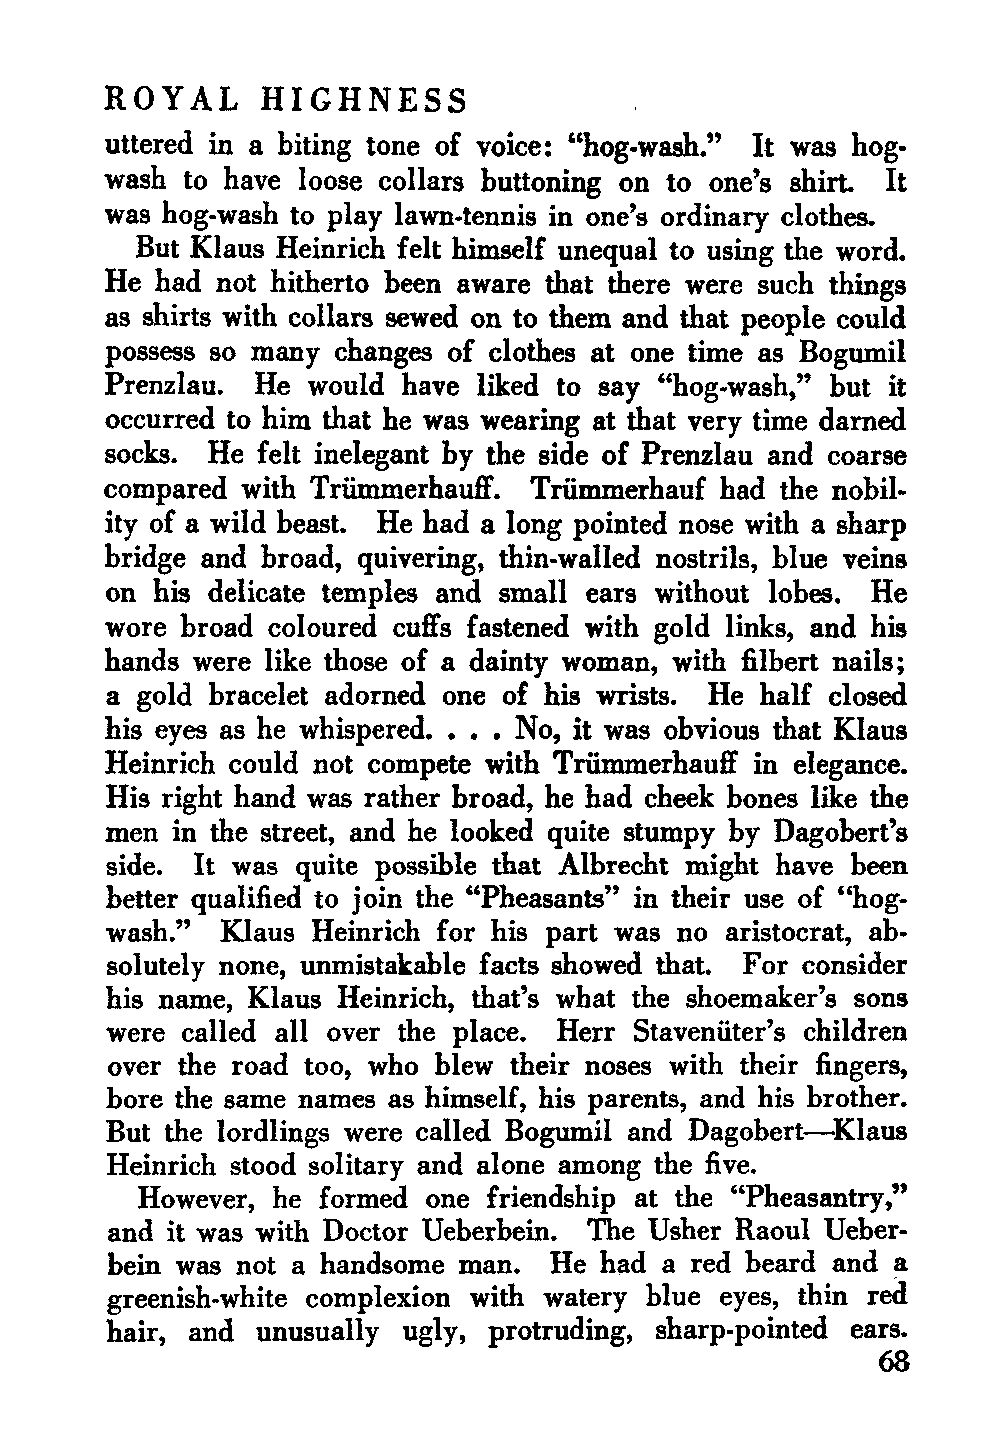 ROYAL HIGHNESS
uttered in a biting tone of voice: “hog-wash.” It was hog-
wash to have loose collars buttoning on to one’s shirt. It
was hog-wash to play lawn-tennis in one’s ordinary clothes.
But Klaus Heinrich felt himself unequal to using the word.
He had not hitherto been aware that there were such things
as shirts with collars sewed on to them and that people could
possess so many changes of clothes at one time as Bogumil
Prenzlau. He would have liked to say “hog-wash,” but it
occurred to him that he was wearing at that very time darned
socks. He felt inelegant by the side of Prenzlau and coarse
compared with Trümmerhauff. Trümmerhauf had the nobil-
ity of a wild beast. He had a long pointed nose with a sharp
bridge and broad, quivering, thin-walled nostrils, blue veins
on his delicate temples and small ears without lobes. He
wore broad coloured cuffs fastened with gold links, and his
hands were like those of a dainty woman, with filbert nails;
a gold bracelet adorned one of his wrists. He half closed
his eyes as he whispered. . . . No, it was obvious that Klaus
Heinrich could not compete with Trümmerhauff in elegance.
His right hand was rather broad, he had cheek bones like the
men in the street, and he looked quite stumpy by Dagobert’s
side. It was quite possible that Albrecht might have been
better qualified to join the “Pheasants” in their use of “hog-
wash.” Klaus Heinrich for his part was no aristocrat, ab-
solutely none, unmistakable facts showed that. For consider
his name, Klaus Heinrich, that’s what the shoemaker’s sons
were called all over the place. Herr Stavenüter’s children
over the road too, who blew their noses with their fingers,
bore the same names as himself, his parents, and his brother.
But the lordlings were called Bogumil and Dagobert—Klaus
Heinrich stood solitary and alone among the five.
However, he formed one friendship at the “Pheasantry,”
and it was with Doctor Ueberbein. The Usher Raoul Ueber-
bein was not a handsome man. He had a red beard and a
greenish-white complexion with watery blue eyes, thin red
hair, and unusually ugly, protruding, sharp-pointed ears.
68